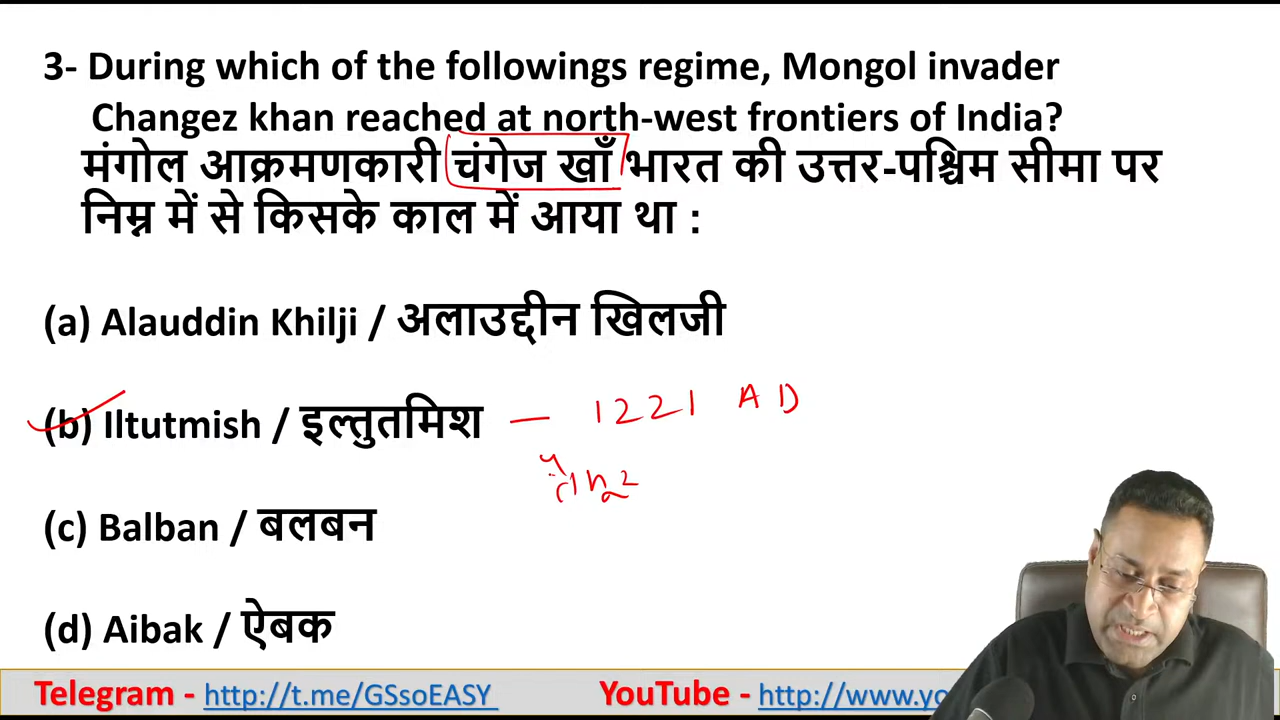 3- During which of the followings regime, Mongol invader
Changez khan reached at north-west frontiers of India?
मंगोल आक्रमणकारी चंगेज खाँ भारत की उत्तर-पश्चिम सीमा पर
निम्न में से किसके काल में आया था :
(a) Alauddin Khilji / अलाउद्दीन खिलजी
(b) Iltutmish / इल्तुतमिश — 1221 AD
(c) Balban / बलबन
(d) Aibak / ऐबक
Telegram - http://t.me/GSsoEASY YouTube - http://www.yo